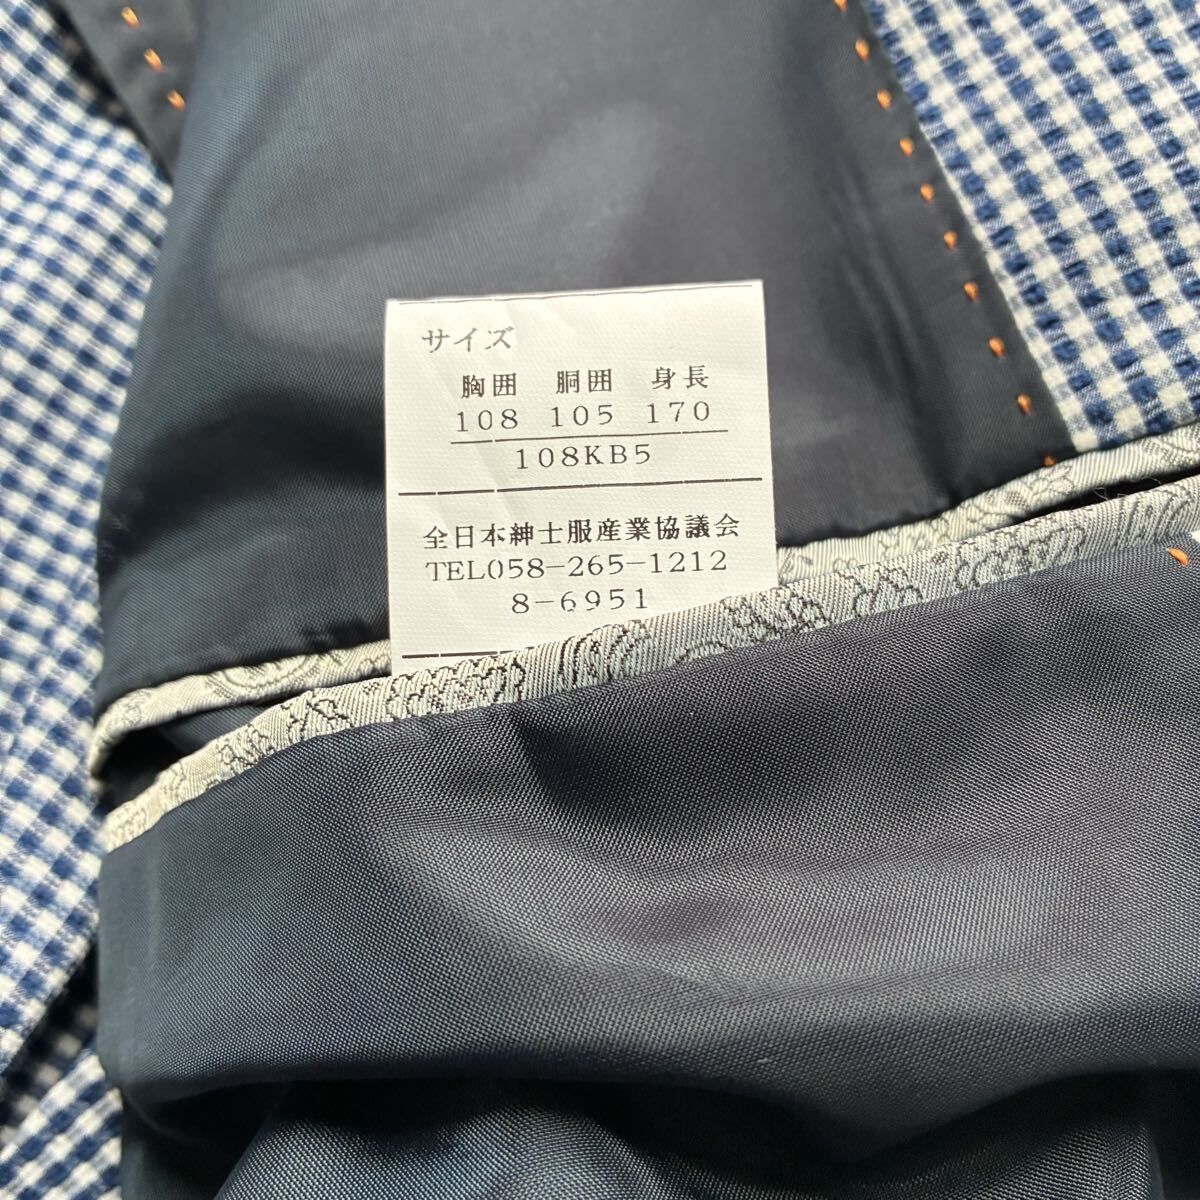 サイズ
胸囲 胴囲 身長
108 105 170
108KB5
全日本紳士服産業協議会
TEL058-265-1212
8-6951